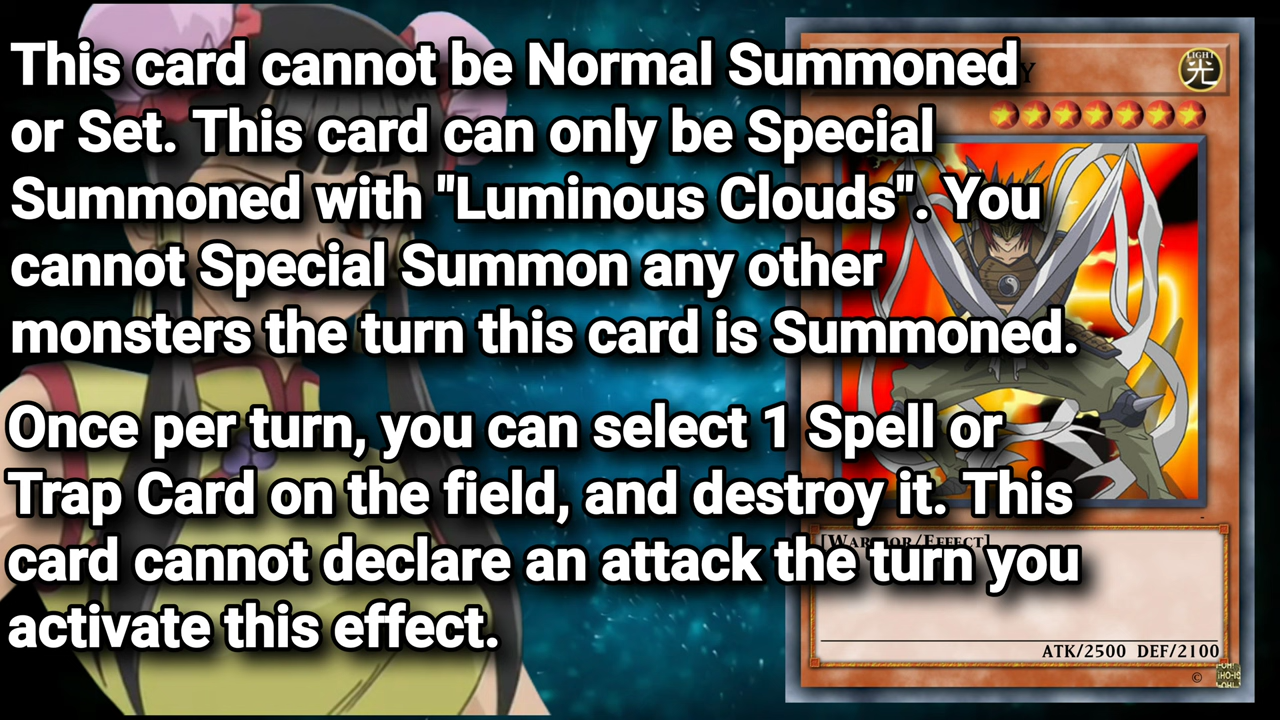 This card cannot be Normal Summoned
or Set. This card can only be Special
Summoned with "Luminous Clouds". You
cannot Special Summon any other
monsters the turn this card is Summoned.
Once per turn, you can select 1 Spell or
Trap Card on the field, and destroy it. This
card cannot declare an attack the turn you
activate this effect.
LIGHT
光
[Warrior/Effect]
ATK/2500 DEF/2100
©